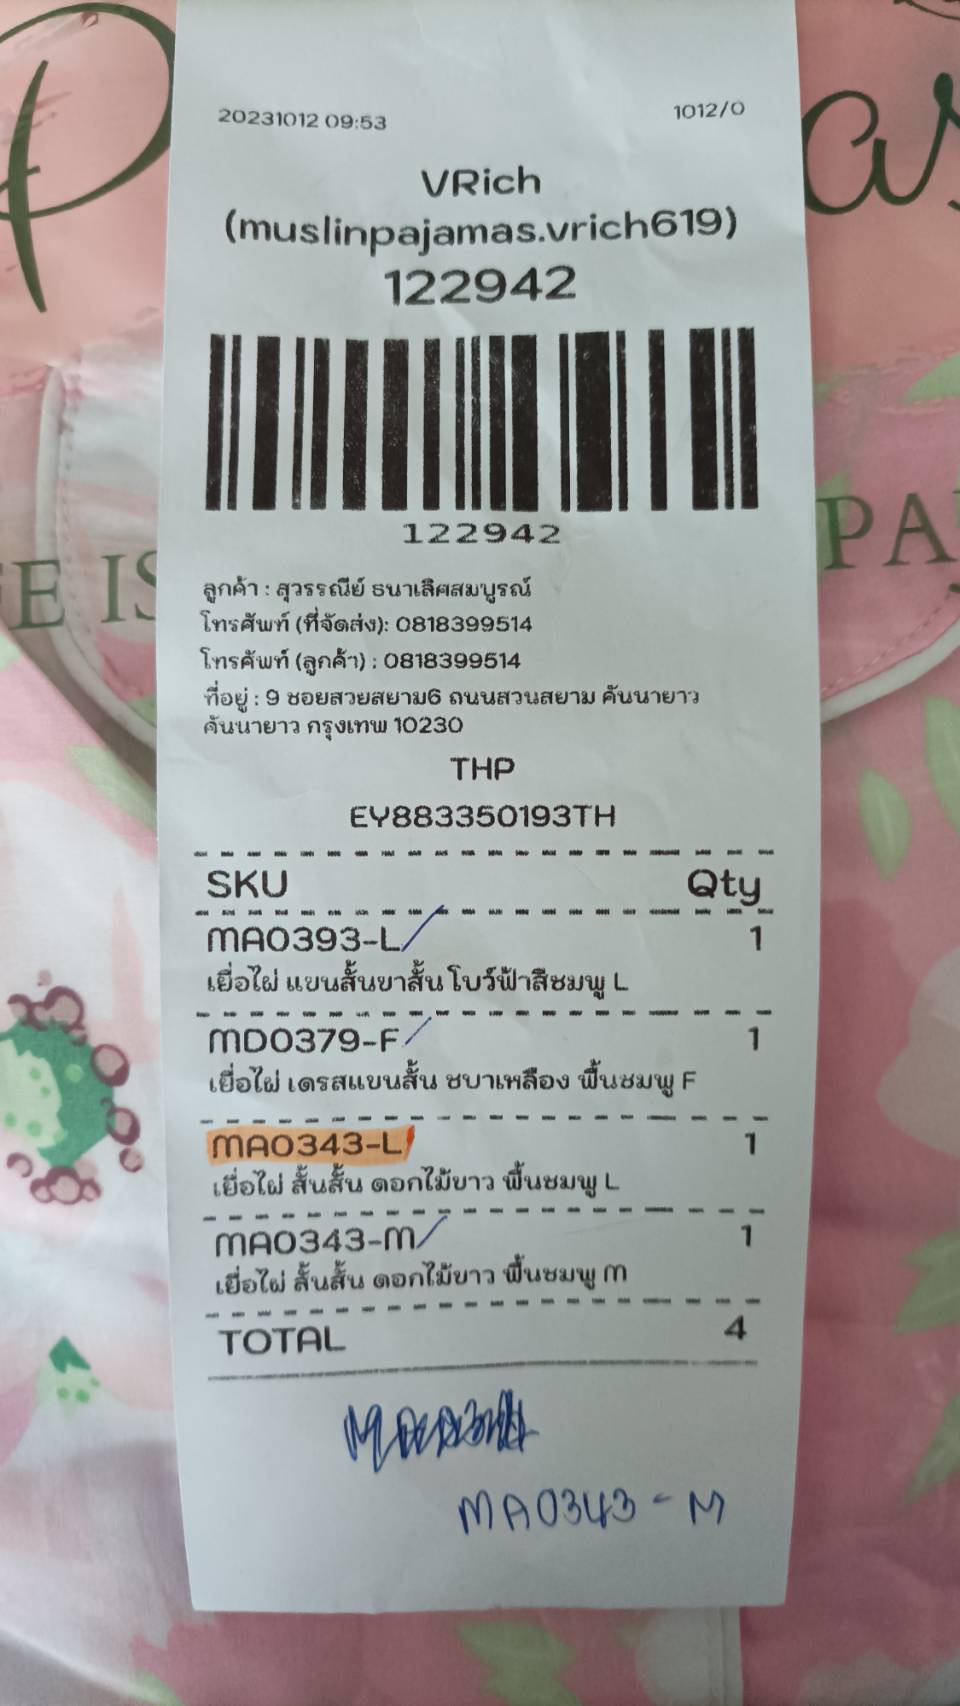 20231012 09:53 1012/0
VRich
(muslinpajamas.vrich619)
122942
122942
ลูกค้า : สุวรรณีย์ ธนาเลิศสมบูรณ์
โทรศัพท์ (ที่จัดส่ง): 0818399514
โทรศัพท์ (ลูกค้า) : 0818399514
ที่อยู่ : 9 ซอยสวยสยาม6 ถนนสวนสยาม คันนายาว
คันนายาว กรุงเทพ 10230
THP
EY883350193TH
SKU Qty
MA0393-L 1
เยื่อไผ่ แขนสั้นขาสั้น โบว์ฟ้าสีชมพู L
MD0379-F 1
เยื่อไผ่ เดรสแขนสั้น ชบาเหลือง พื้นชมพู F
MA0343-L 1
เยื่อไผ่ สั้นสั้น ดอกไม้ขาว พื้นชมพู L
MA0343-M 1
เยื่อไผ่ สั้นสั้น ดอกไม้ขาว พื้นชมพู M
TOTAL 4
MA0343-M